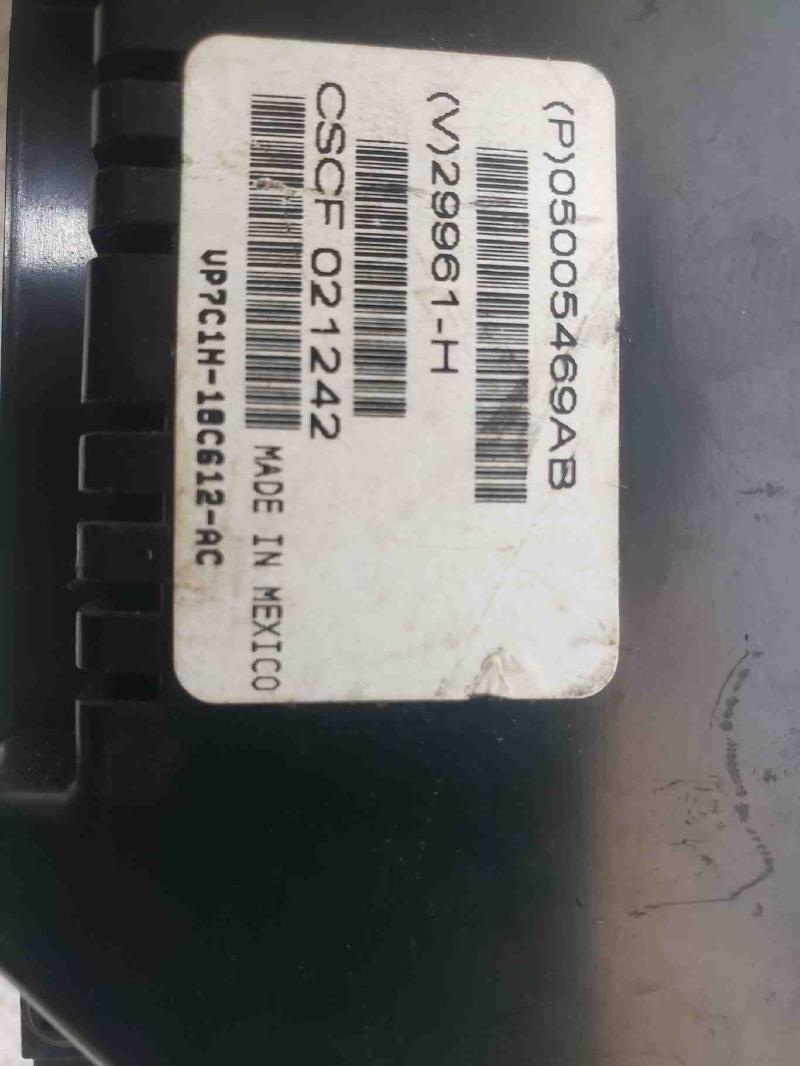 (P)05005469AB
(V)29961-H
CSCF 021242
MADE IN MEXICO
VP7C1H-18C612-AC